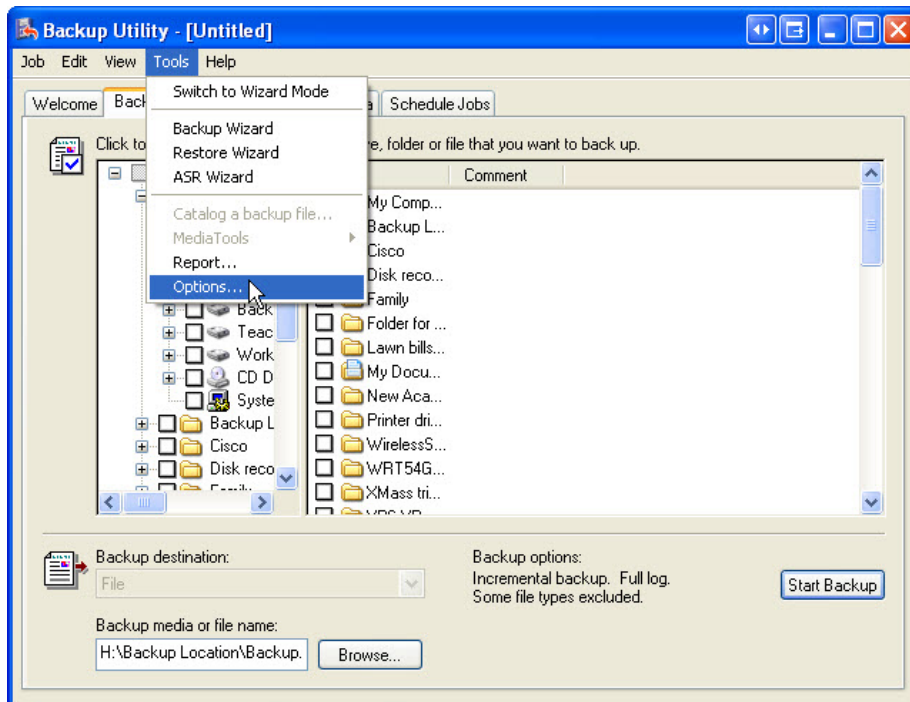 Backup Utility - [Untitled]
Job Edit View Tools Help
Switch to Wizard Mode
Backup Wizard
Restore Wizard
ASR Wizard
Catalog a backup file...
MediaTools
Report...
Options...
Welcome Back a Schedule Jobs
Click to e, folder or file that you want to back up.
Comment
Back
Teac
Work
CD D
Syste
Backup L
Cisco
Disk reco
My Comp...
Backup L...
Cisco
Disk reco...
Family
Folder for ...
Lawn bills...
My Docu...
New Aca...
Printer dri...
WirelessS...
WRT54G...
XMass tri...
Backup destination:
File
Backup media or file name:
H:\Backup Location\Backup.
Browse...
Backup options:
Incremental backup. Full log.
Some file types excluded.
Start Backup